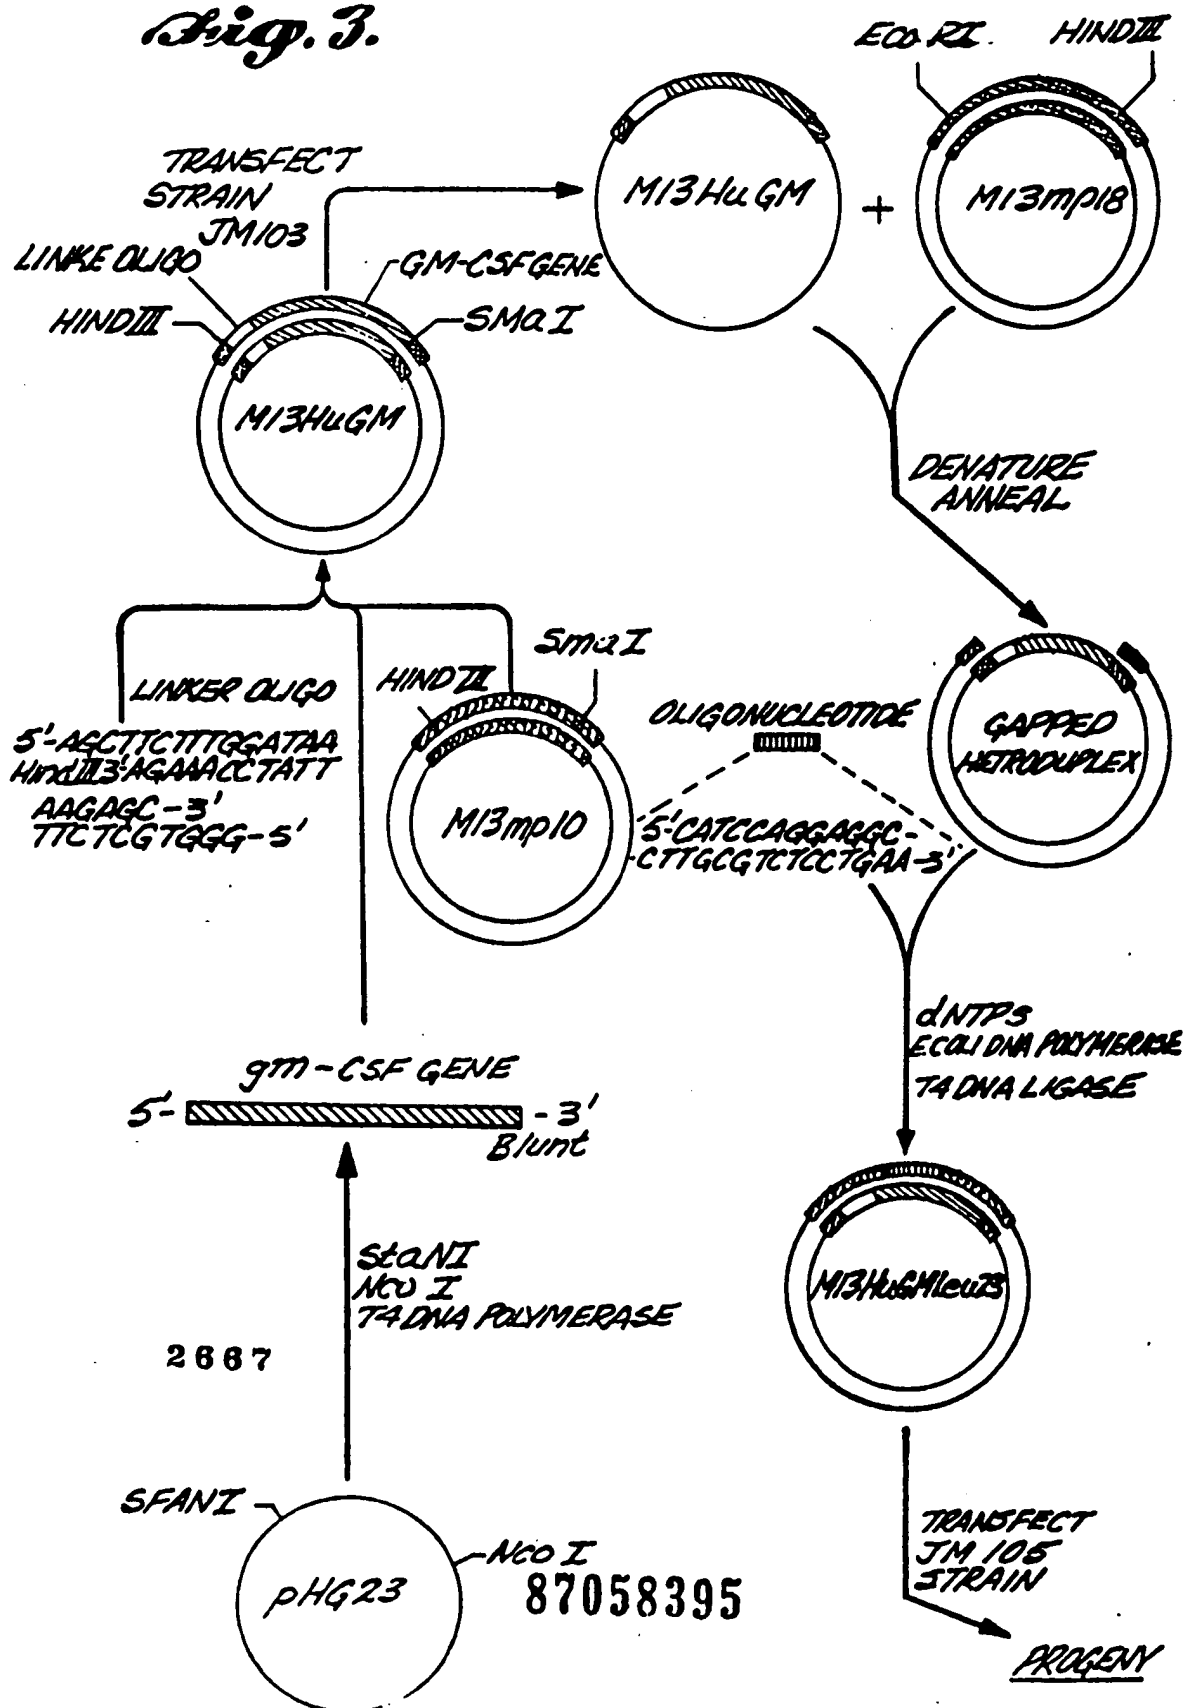 Fig. 3.
ECO RI.
HIND III
TRANSFECT
STRAIN
JM103
LINKE OLIGO
GM-CSF GENE
HIND III
SMa I
M13HuGM
M13HuGM
+
M13mp18
DENATURE
ANNEAL
LINKER OLIGO
5'-AGCTTCTTTGGATAA
HindIII3'-AGAAACCTATT
AAGAGC-3'
TTCTCGTGGG-5'
HIND III
SmaI
M13mp10
OLIGONUCLEOTIDE
5'-CATCCAGGAGGC-
-CTTGCGTCTCCTGAA-3'
GAPPED
HETRODUPLEX
dNTPs
ECOLI DNA POLYMERASE
T4 DNA LIGASE
gm-CSF GENE
5'-
-3'
Blunt
StaNI
Nco I
T4 DNA POLYMERASE
M13HuGMLeu23
2667
SFANI
Nco I
pHG23
87058395
TRANSFECT
JM 105
STRAIN
PROGENY